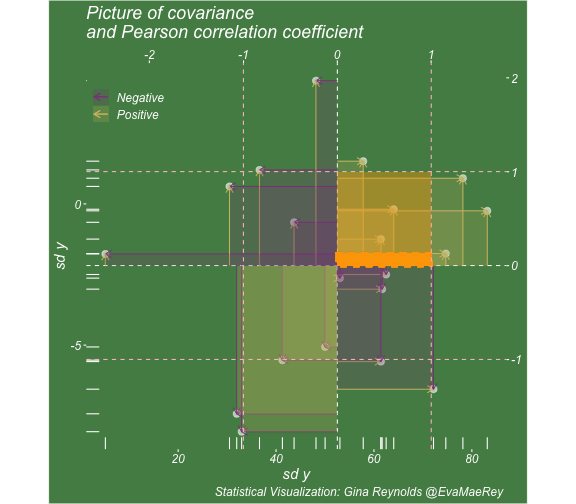 Picture of covariance
and Pearson correlation coefficient
-2 -1 0 1
Negative
Positive
2
1
0
-1
0
-5
sd y
20 40 60 80
sd y
Statistical Visualization: Gina Reynolds @EvaMaeRey